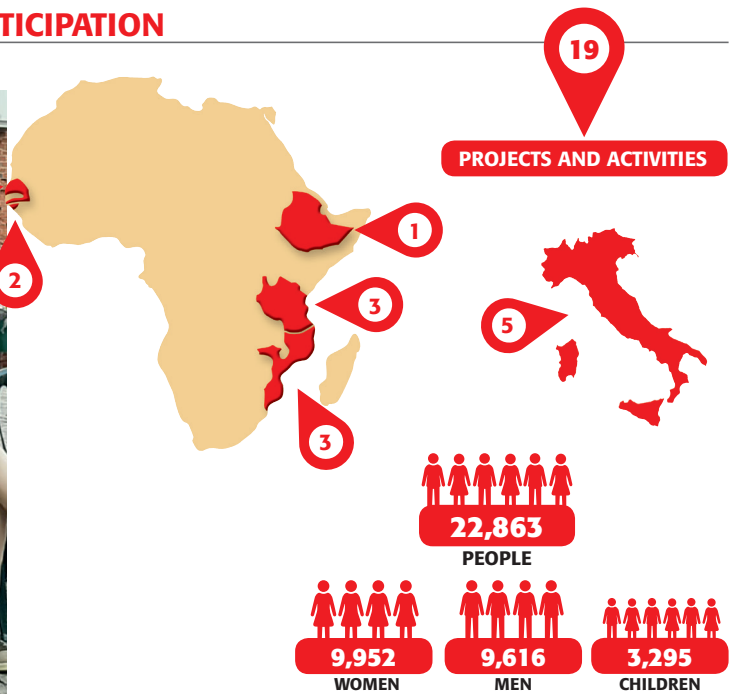 TICIPATION
19
PROJECTS AND ACTIVITIES
1
2
3
5
3
22,863
PEOPLE
9,952
WOMEN
9,616
MEN
3,295
CHILDREN